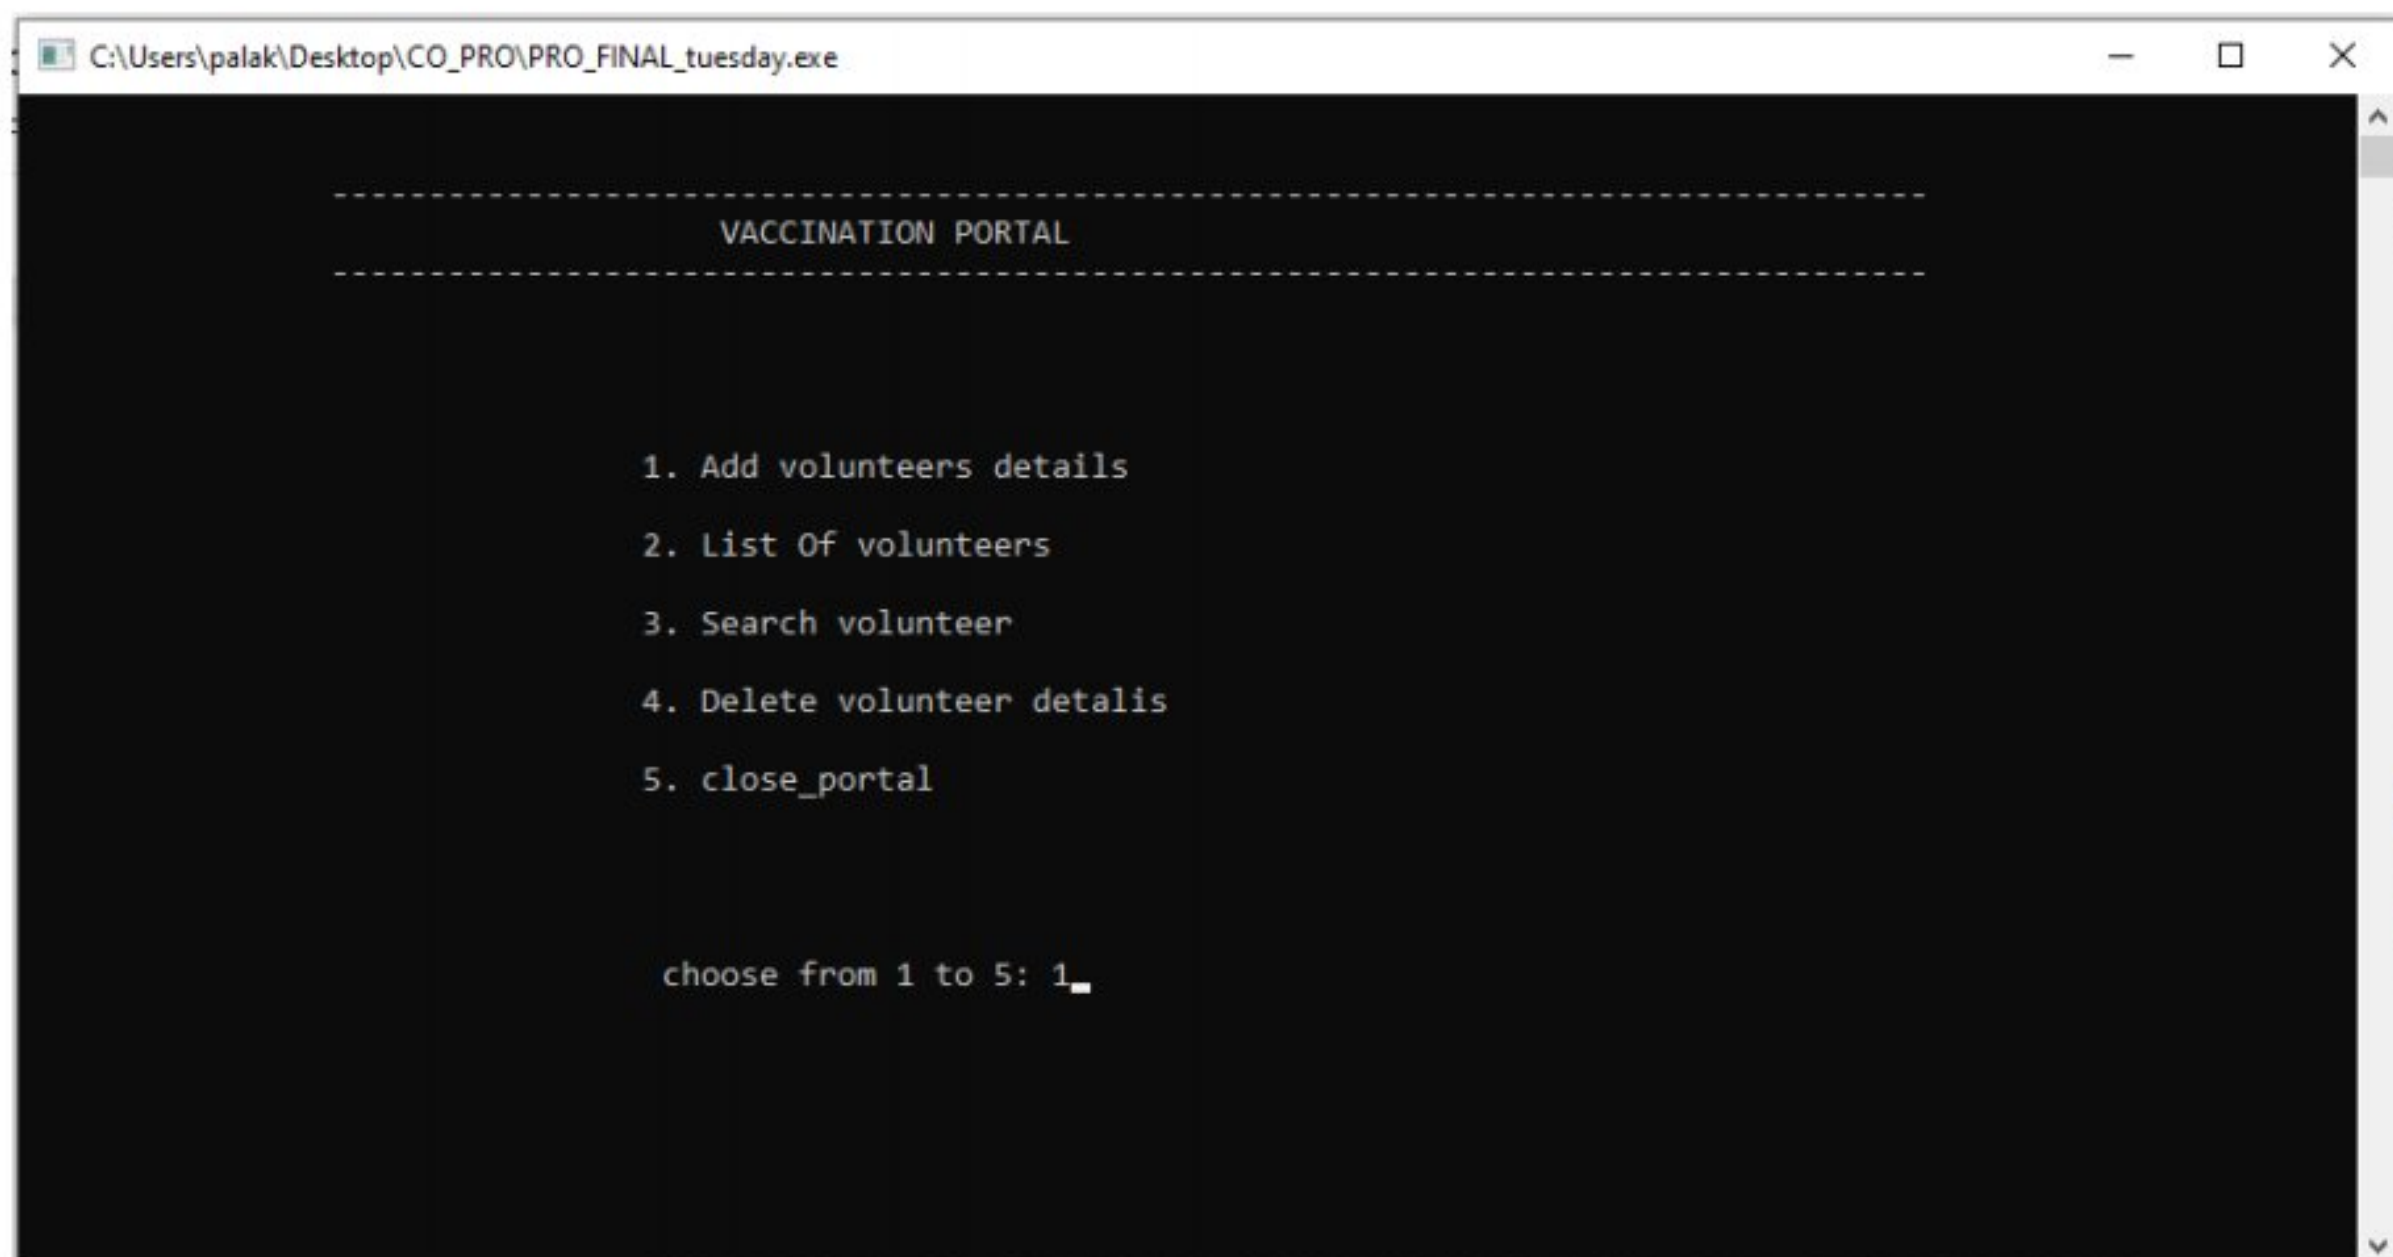 C:\Users\palak\Desktop\CO_PRO\PRO_FINAL_tuesday.exe
----------------------------------------------------------------------------------
VACCINATION PORTAL
----------------------------------------------------------------------------------
1. Add volunteers details
2. List Of volunteers
3. Search volunteer
4. Delete volunteer detalis
5. close_portal
choose from 1 to 5: 1_